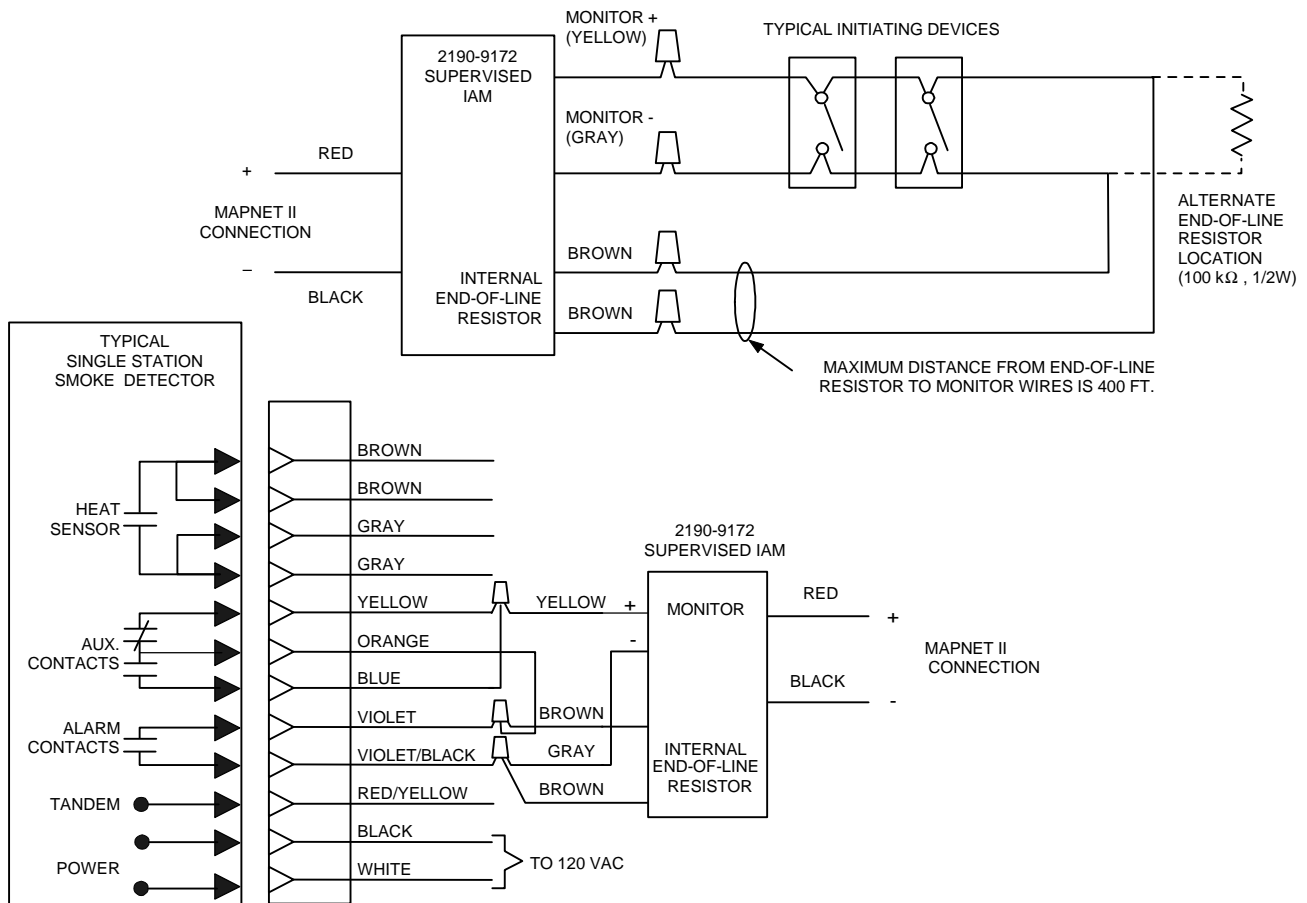 MONITOR +
(YELLOW)
TYPICAL INITIATING DEVICES
2190-9172
SUPERVISED
IAM
MONITOR -
(GRAY)
RED
+
MAPNET II
CONNECTION
–
BLACK
BROWN
INTERNAL
END-OF-LINE
RESISTOR
BROWN
ALTERNATE
END-OF-LINE
RESISTOR
LOCATION
(100 kΩ , 1/2W)
MAXIMUM DISTANCE FROM END-OF-LINE
RESISTOR TO MONITOR WIRES IS 400 FT.
TYPICAL
SINGLE STATION
SMOKE DETECTOR
HEAT
SENSOR
AUX.
CONTACTS
ALARM
CONTACTS
TANDEM
POWER
BROWN
BROWN
GRAY
GRAY
YELLOW
ORANGE
BLUE
VIOLET
VIOLET/BLACK
RED/YELLOW
BLACK
WHITE
TO 120 VAC
YELLOW
+
-
BROWN
GRAY
BROWN
2190-9172
SUPERVISED IAM
MONITOR
INTERNAL
END-OF-LINE
RESISTOR
RED
+
MAPNET II
CONNECTION
BLACK
-